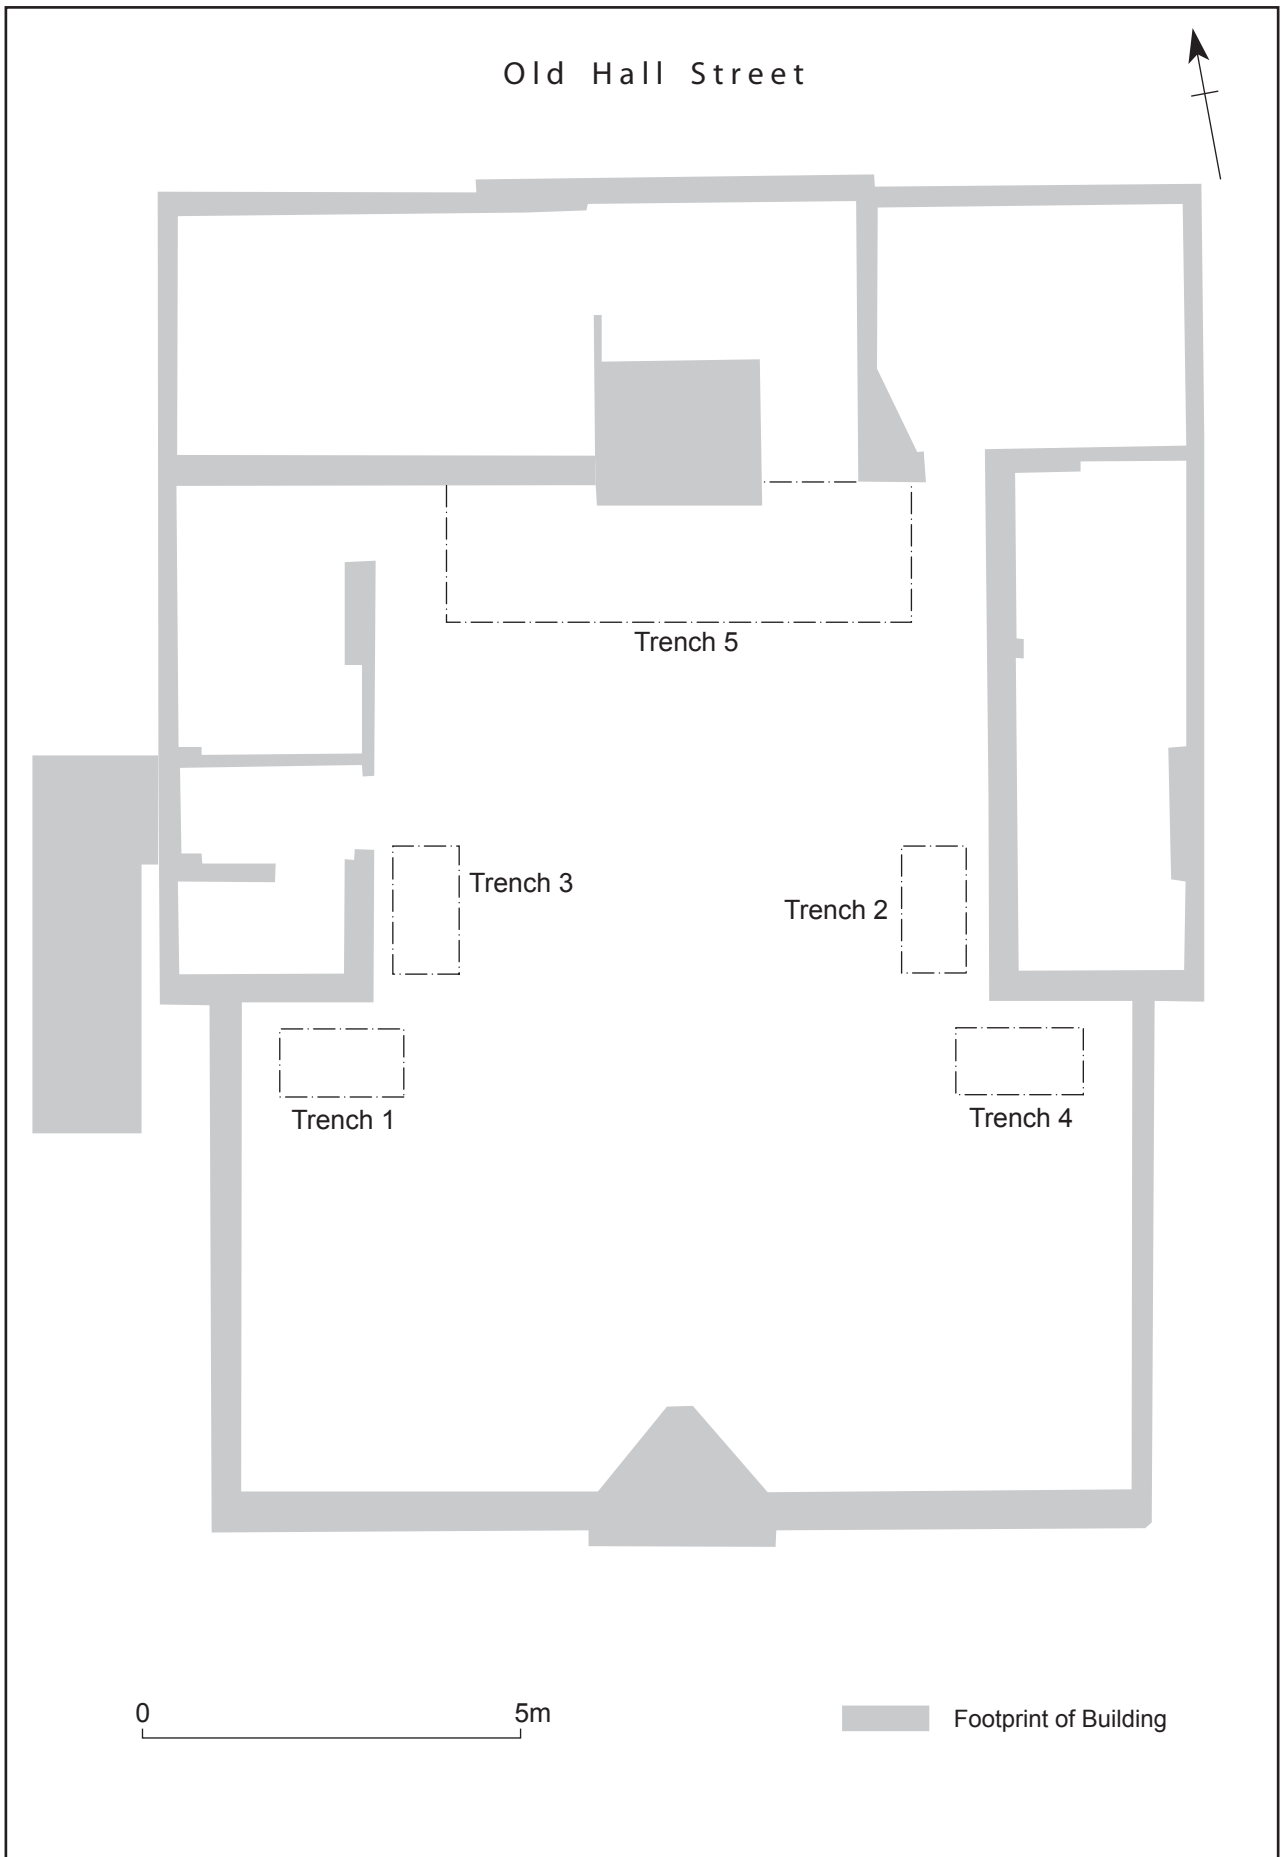 Old Hall Street
Trench 5
Trench 3
Trench 2
Trench 1
Trench 4
0 5m
Footprint of Building